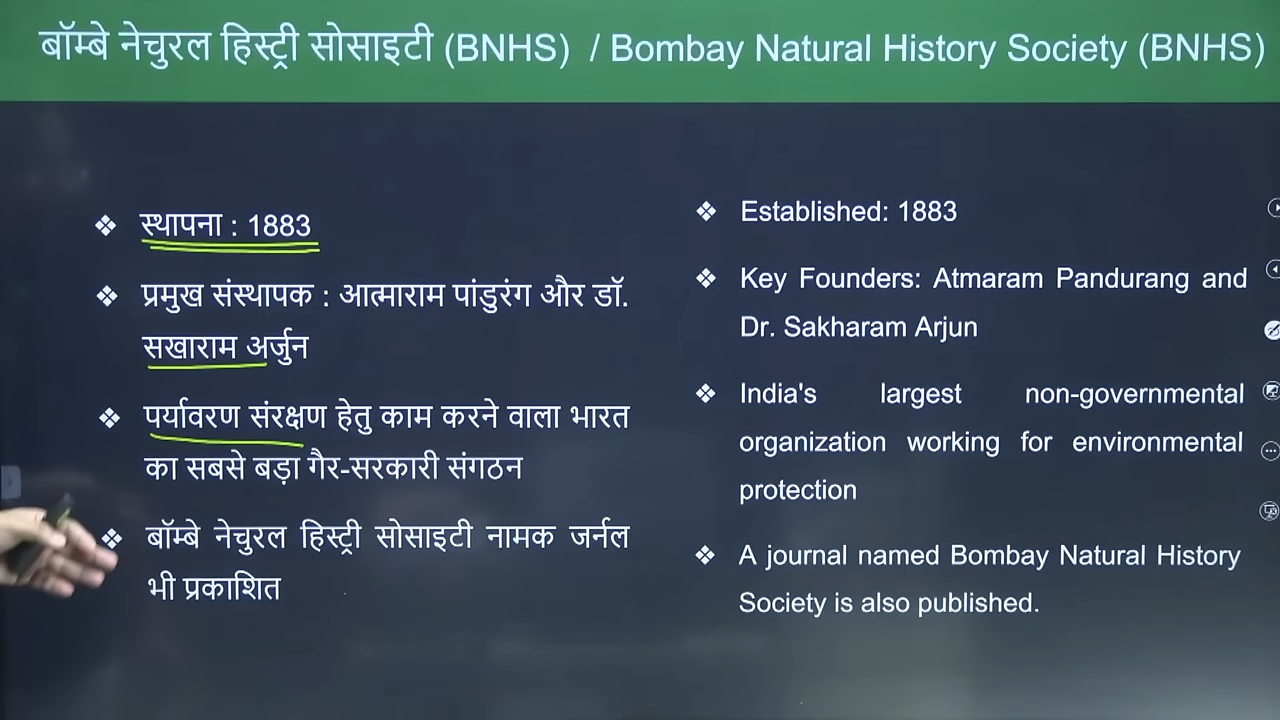 बॉम्बे नेचुरल हिस्ट्री सोसाइटी (BNHS) / Bombay Natural History Society (BNHS)
❖ स्थापना : 1883
❖ प्रमुख संस्थापक : आत्माराम पांडुरंग और डॉ.
सखाराम अर्जुन
❖ पर्यावरण संरक्षण हेतु काम करने वाला भारत
का सबसे बड़ा गैर-सरकारी संगठन
❖ बॉम्बे नेचुरल हिस्ट्री सोसाइटी नामक जर्नल
भी प्रकाशित
❖ Established: 1883
❖ Key Founders: Atmaram Pandurang and
Dr. Sakharam Arjun
❖ India's largest non-governmental
organization working for environmental
protection
❖ A journal named Bombay Natural History
Society is also published.